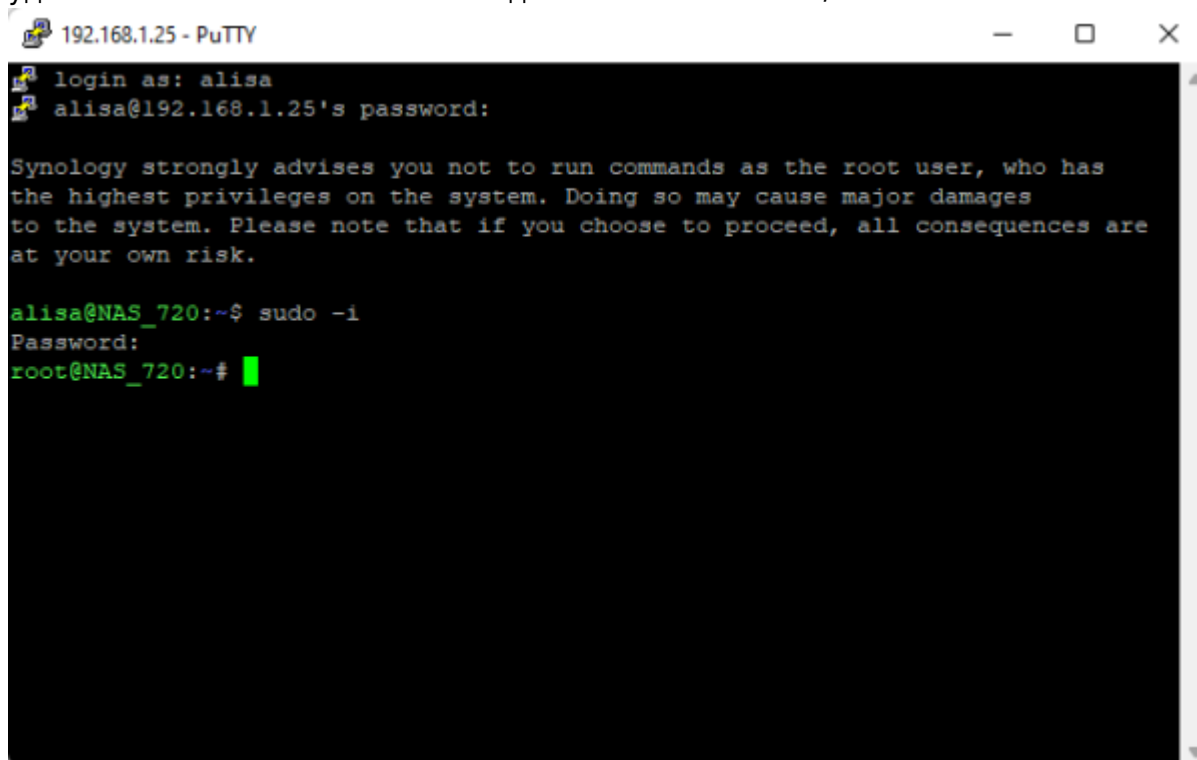 192.168.1.25 - PuTTY
login as: alisa
alisa@192.168.1.25's password:
Synology strongly advises you not to run commands as the root user, who has
the highest privileges on the system. Doing so may cause major damages
to the system. Please note that if you choose to proceed, all consequences are
at your own risk.
alisa@NAS_720:~$ sudo -i
Password:
root@NAS_720:~#